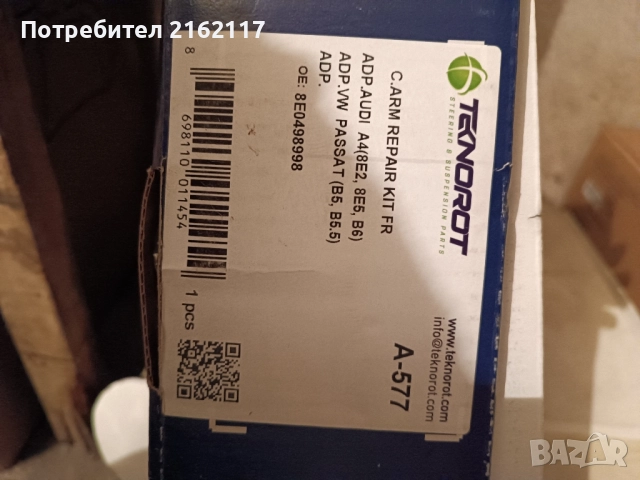 Потребител 2162117
TEKNOROT
STEERING & SUSPENSION PARTS
C.ARM REPAIR KIT FR
ADP.AUDI A4(8E2, 8E5, B6)
ADP.VW PASSAT (B5, B5.5)
ADP.
OE: 8E0498998
A-577
www.teknorot.com
info@teknorot.com
8 698110 011454
1 pcs
BAZAR